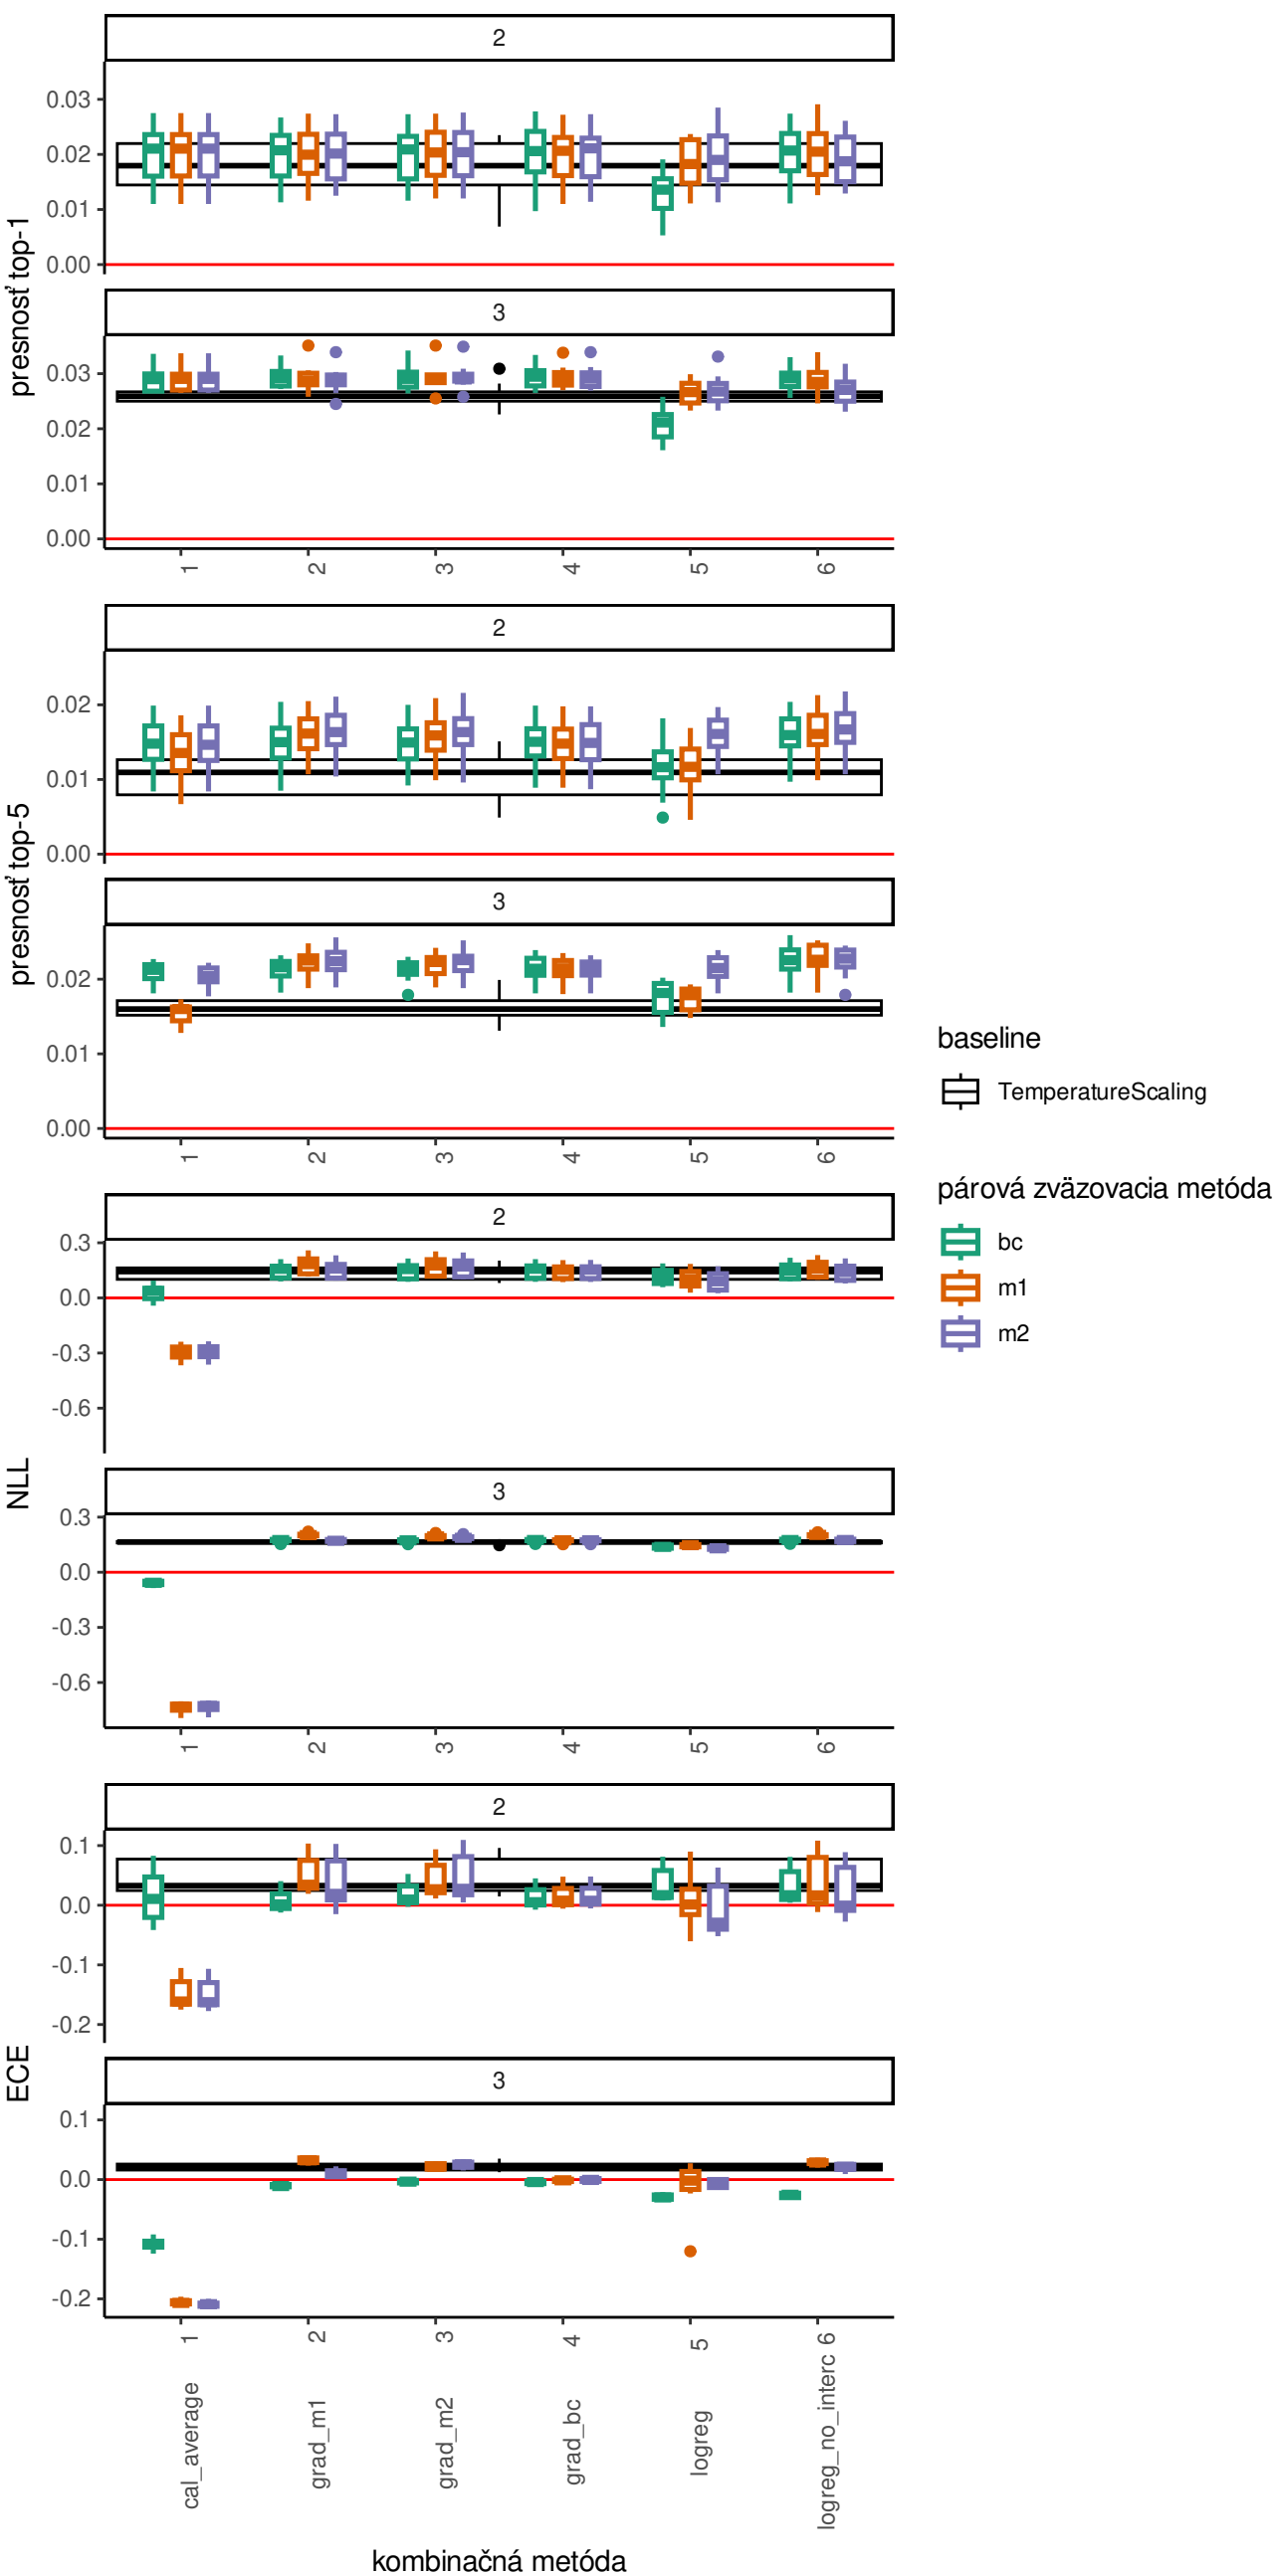 2
0.03
0.02
0.01
0.00
presnosť top-1
3
0.03
0.02
0.01
0.00
1 2 3 4 5 6
2
0.02
0.01
0.00
presnosť top-5
3
0.02
0.01
0.00
1 2 3 4 5 6
baseline
TemperatureScaling
párová zväzovacia metóda
bc
m1
m2
2
0.3
0.0
-0.3
-0.6
NLL
3
0.3
0.0
-0.3
-0.6
1 2 3 4 5 6
2
0.1
0.0
-0.1
-0.2
ECE
3
0.1
0.0
-0.1
-0.2
1 2 3 4 5 6
cal_average grad_m1 grad_m2 grad_bc logreg logreg_no_interc
kombinačná metóda